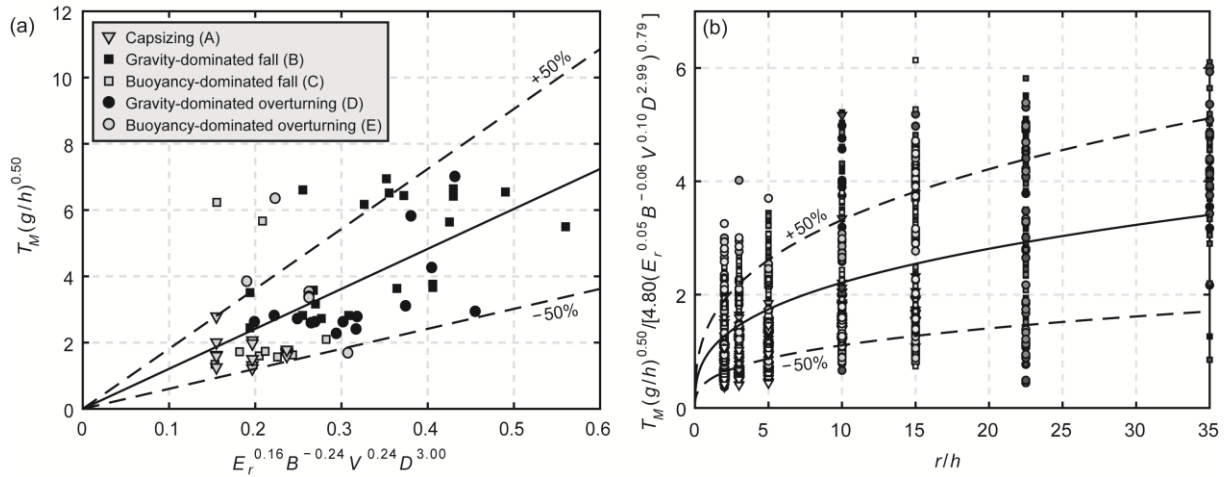 (a)
Capsizing (A)
Gravity-dominated fall (B)
Buoyancy-dominated fall (C)
Gravity-dominated overturning (D)
Buoyancy-dominated overturning (E)
+50%
−50%
T_M(g/h)^0.50
12
10
8
6
4
2
0
0 0.1 0.2 0.3 0.4 0.5 0.6
E_r^0.16 B^−0.24 V^0.24 D^3.00
(b)
+50%
−50%
T_M(g/h)^0.50/[4.80(E_r^0.05 B^−0.06 V^0.10 D^2.99)^0.79]
6
4
2
0
0 5 10 15 20 25 30 35
r/h